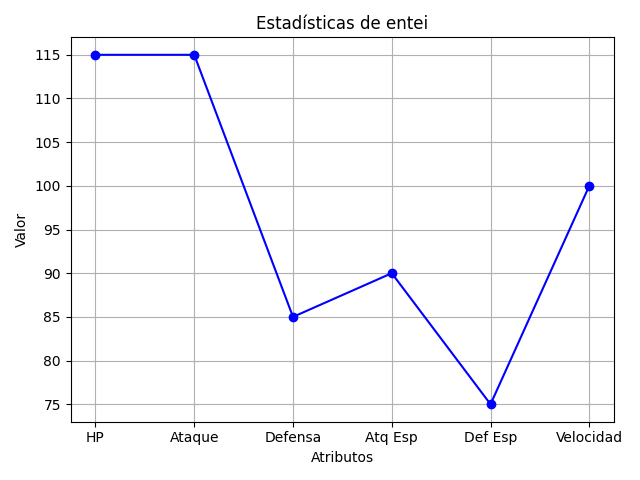 Estadísticas de entei
Valor
115
110
105
100
95
90
85
80
75
HP Ataque Defensa Atq Esp Def Esp Velocidad
Atributos